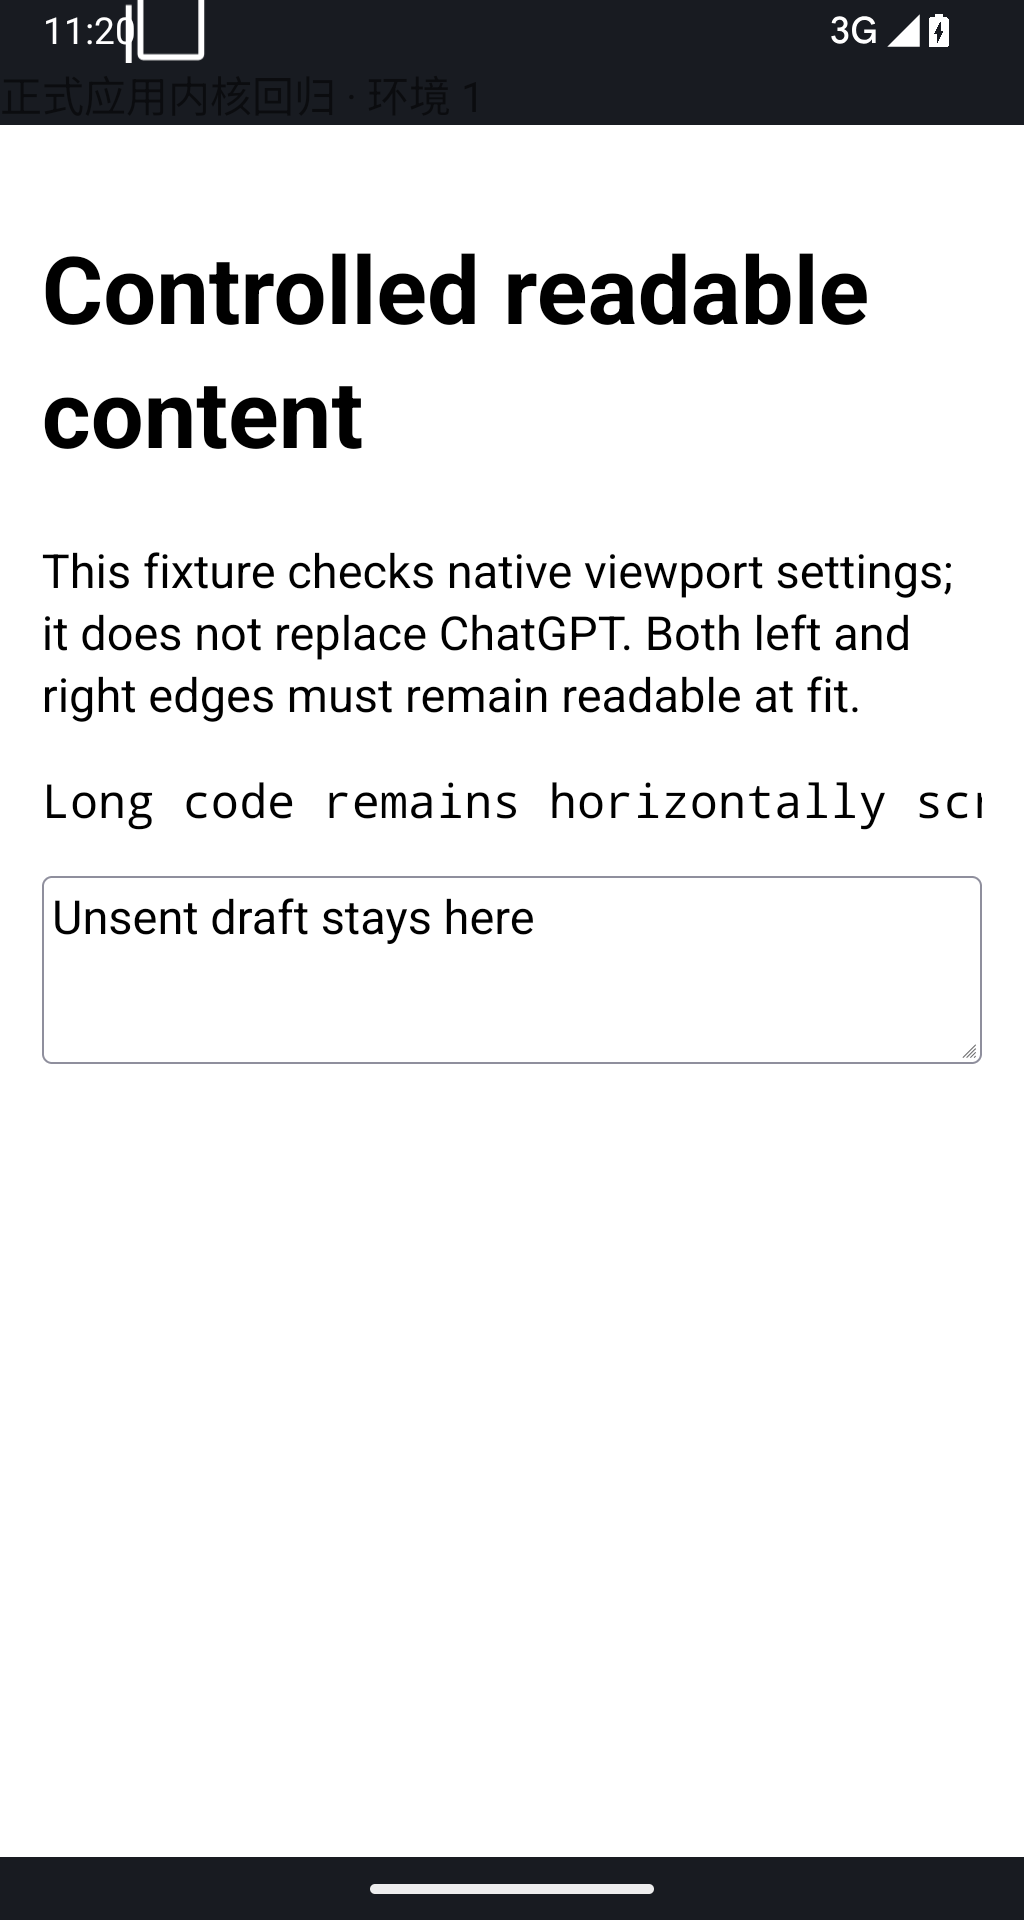 11:20
3G
正式应用内核回归 · 环境 1
Controlled readable
content
This fixture checks native viewport settings;
it does not replace ChatGPT. Both left and
right edges must remain readable at fit.
Long code remains horizontally scr
Unsent draft stays here